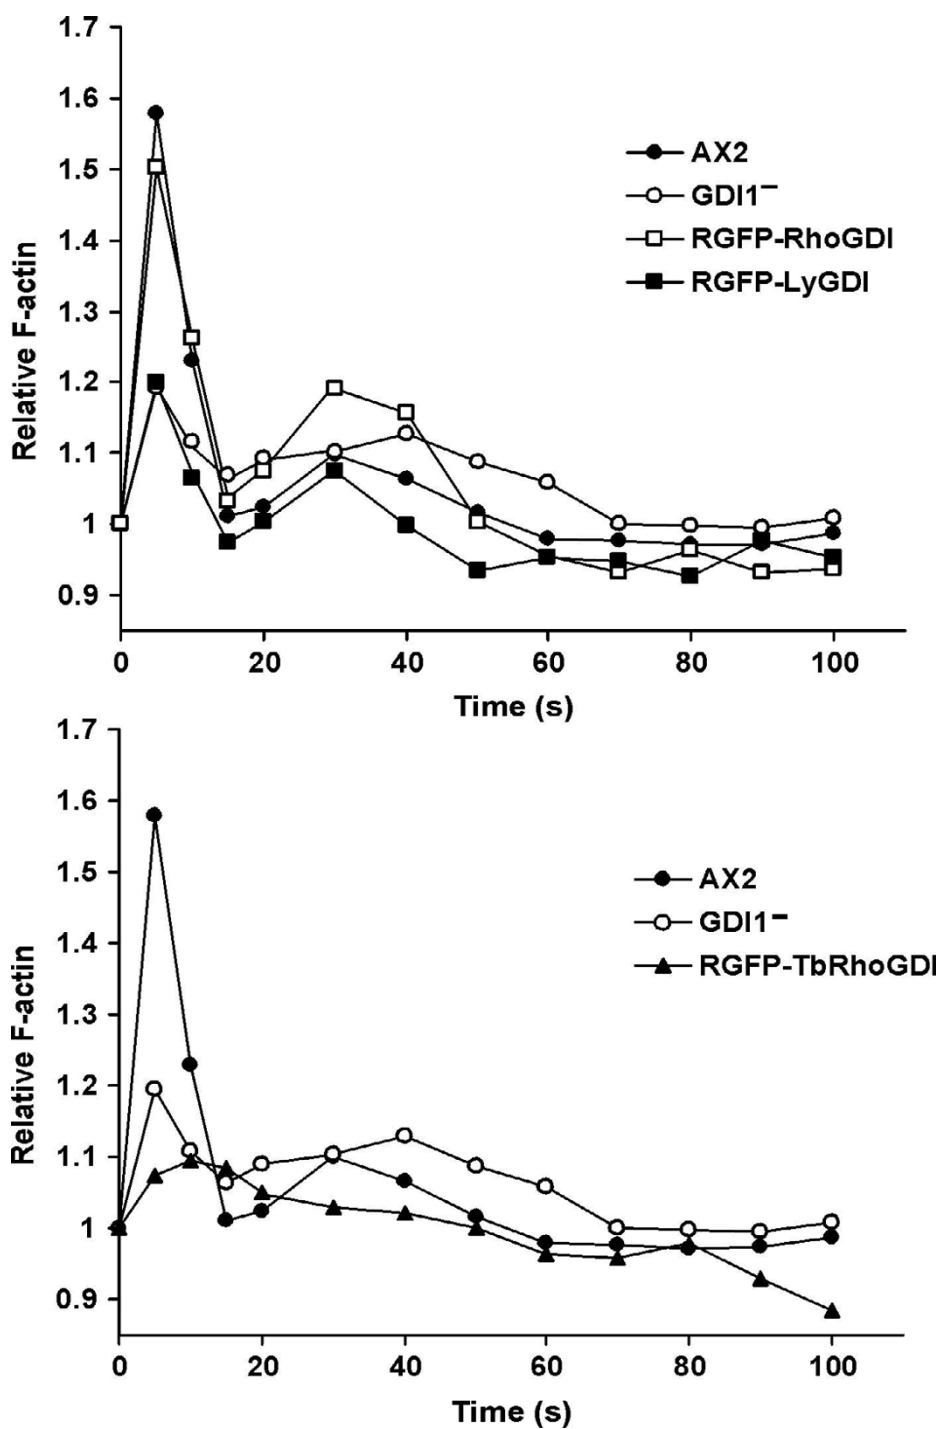 1.7
1.6
1.5
1.4
1.3
1.2
1.1
1
0.9
Relative F-actin
AX2
GDI1⁻
RGFP-RhoGDI
RGFP-LyGDI
0 20 40 60 80 100
Time (s)
1.7
1.6
1.5
1.4
1.3
1.2
1.1
1
0.9
Relative F-actin
AX2
GDI1⁻
RGFP-TbRhoGDI
0 20 40 60 80 100
Time (s)